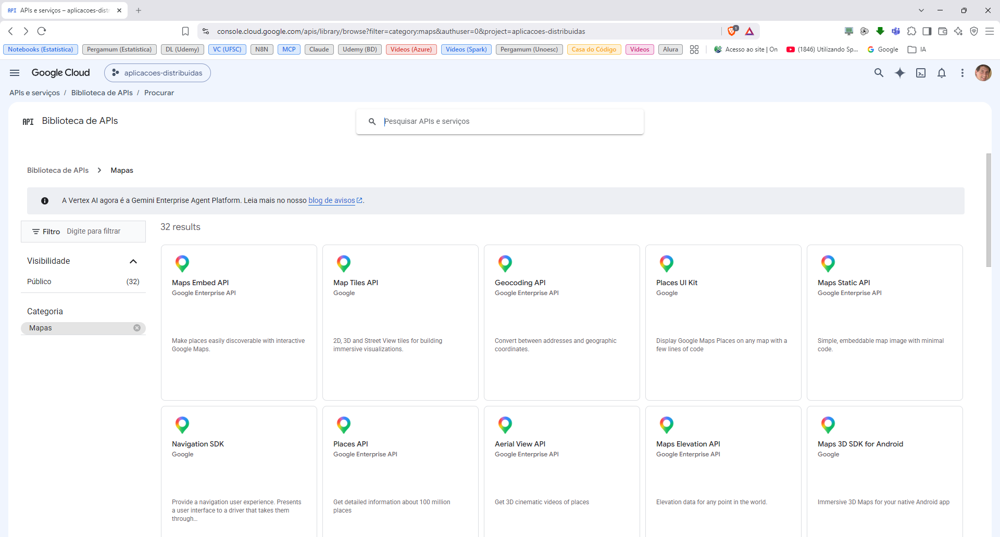 API APIs e serviços – aplicacoes-distr
console.cloud.google.com/apis/library/browse?filter=category:maps&authuser=0&project=aplicacoes-distribuidas
1
Notebooks (Estatística) Pergamum (Estatística) DL (Udemy) VC (UFSC) N8N MCP Claude Udemy (BD) Vídeos (Azure) Vídeos (Spark) Pergamum (Unoesc) Casa do Código Vídeos Alura Acesso ao site | On (1846) Utilizando Sp... Google IA
Google Cloud aplicacoes-distribuidas
APIs e serviços / Biblioteca de APIs / Procurar
API Biblioteca de APIs
Pesquisar APIs e serviços
Biblioteca de APIs > Mapas
A Vertex AI agora é a Gemini Enterprise Agent Platform. Leia mais no nosso blog de avisos.
Filtro Digite para filtrar
32 results
Visibilidade
Público (32)
Categoria
Mapas
Maps Embed API
Google Enterprise API
Make places easily discoverable with interactive
Google Maps.
Map Tiles API
Google
2D, 3D and Street View tiles for building
immersive visualizations.
Geocoding API
Google Enterprise API
Convert between addresses and geographic
coordinates.
Places UI Kit
Google
Display Google Maps Places on any map with a
few lines of code
Maps Static API
Google Enterprise API
Simple, embeddable map image with minimal
code.
Navigation SDK
Google
Provide a navigation user experience. Presents
a user interface to a driver that takes them
through...
Places API
Google Enterprise API
Get detailed information about 100 million
places
Aerial View API
Google Enterprise API
Get 3D cinematic videos of places
Maps Elevation API
Google Enterprise API
Elevation data for any point in the world.
Maps 3D SDK for Android
Google
Immersive 3D Maps for your native Android app